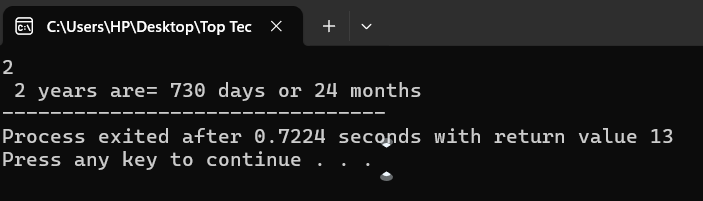 C:\Users\HP\Desktop\Top Tec
2
2 years are= 730 days or 24 months
--------------------------------
Process exited after 0.7224 seconds with return value 13
Press any key to continue . . .